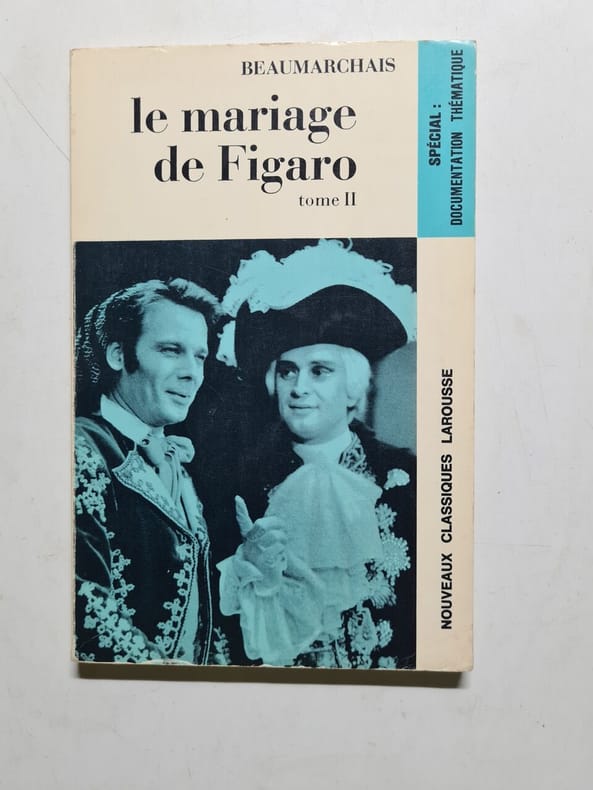 BEAUMARCHAIS
le mariage
de Figaro
tome II
SPÉCIAL :
DOCUMENTATION THÉMATIQUE
NOUVEAUX CLASSIQUES LAROUSSE